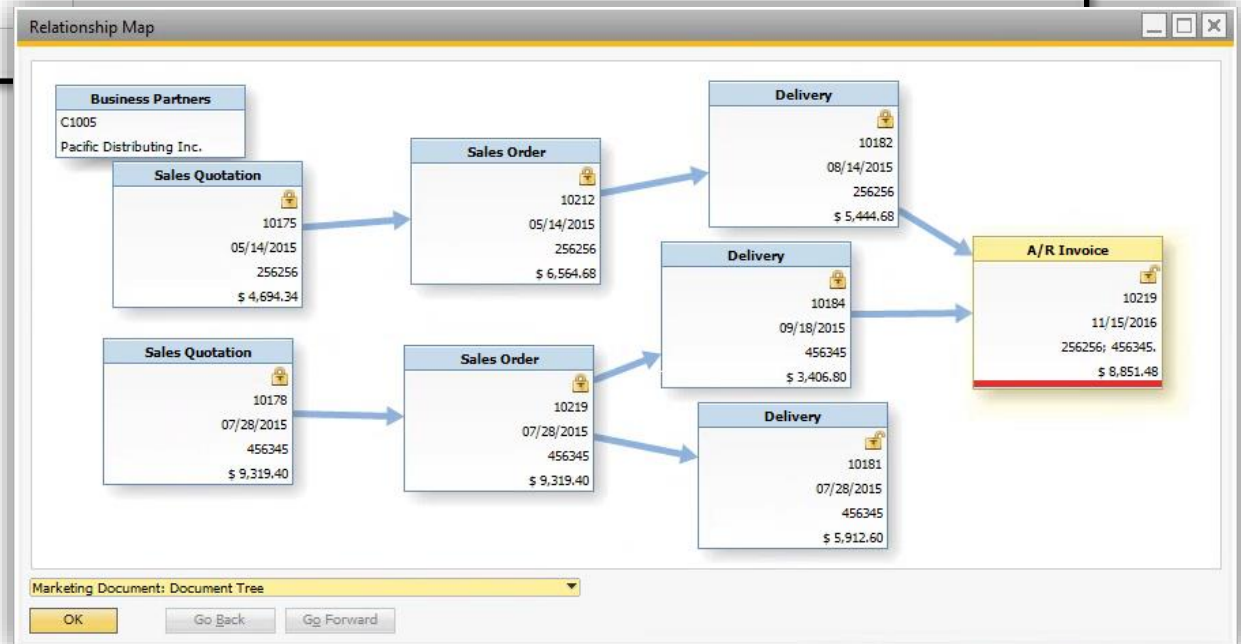 Relationship Map
Business Partners
C1005
Pacific Distributing Inc.
Sales Quotation
10175
05/14/2015
256256
$ 4,694.34
Sales Order
10212
05/14/2015
256256
$ 6,564.68
Delivery
10182
08/14/2015
256256
$ 5,444.68
Delivery
10184
09/18/2015
456345
$ 3,406.80
A/R Invoice
10219
11/15/2016
256256; 456345.
$ 8,851.48
Sales Quotation
10178
07/28/2015
456345
$ 9,319.40
Sales Order
10219
07/28/2015
456345
$ 9,319.40
Delivery
10181
07/28/2015
456345
$ 5,912.60
Marketing Document: Document Tree
OK
Go Back
Go Forward